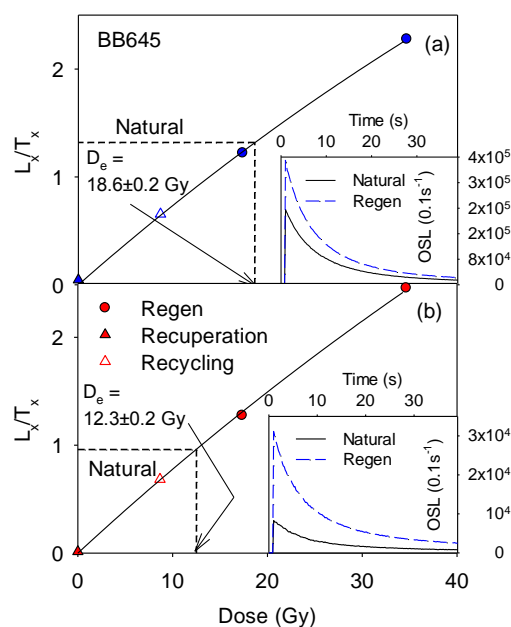 BB645
(a)
2
1
0
Lx/Tx
Natural
De =
18.6±0.2 Gy
Time (s)
0 10 20 30
Natural
Regen
OSL (0.1s-1)
4x10⁵
3x10⁵
2x10⁵
2x10⁵
8x10⁴
0
(b)
Regen
Recuperation
Recycling
2
1
0
Lx/Tx
De =
12.3±0.2 Gy
Natural
Time (s)
0 10 20 30
Natural
Regen
OSL (0.1s-1)
3x10⁴
2x10⁴
10⁴
0
0 10 20 30 40
Dose (Gy)